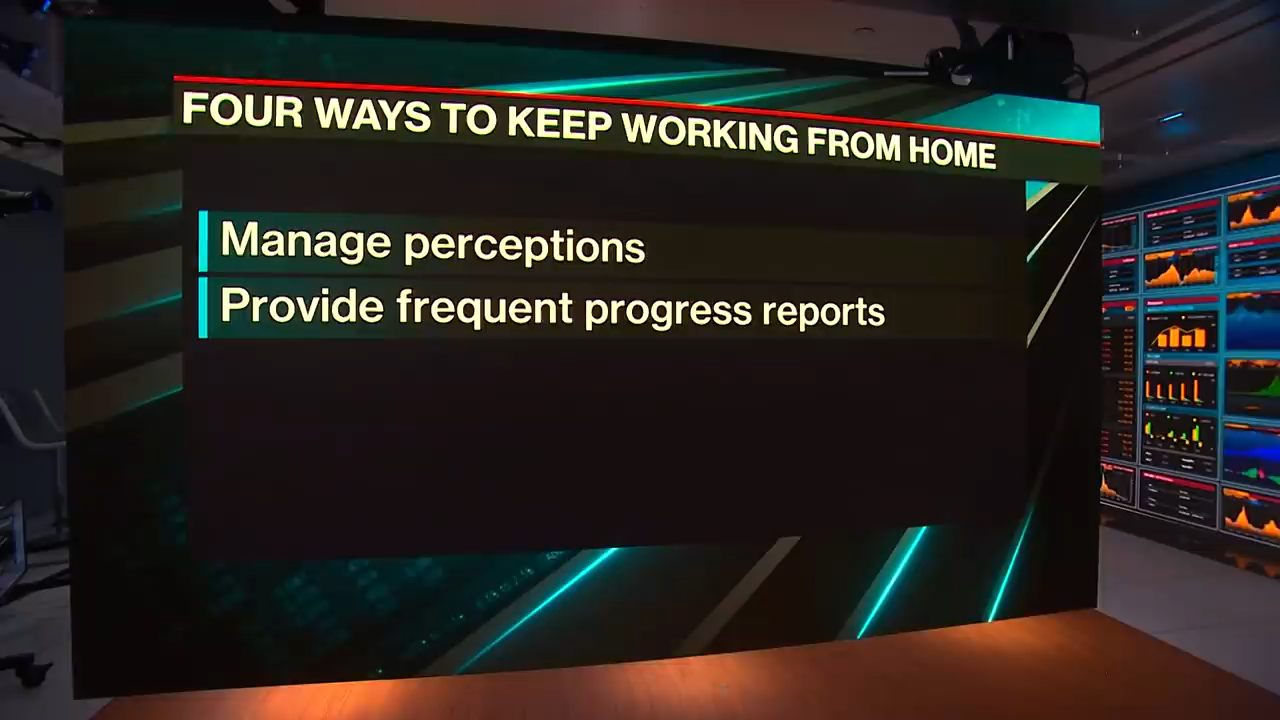 FOUR WAYS TO KEEP WORKING FROM HOME
Manage perceptions
Provide frequent progress reports